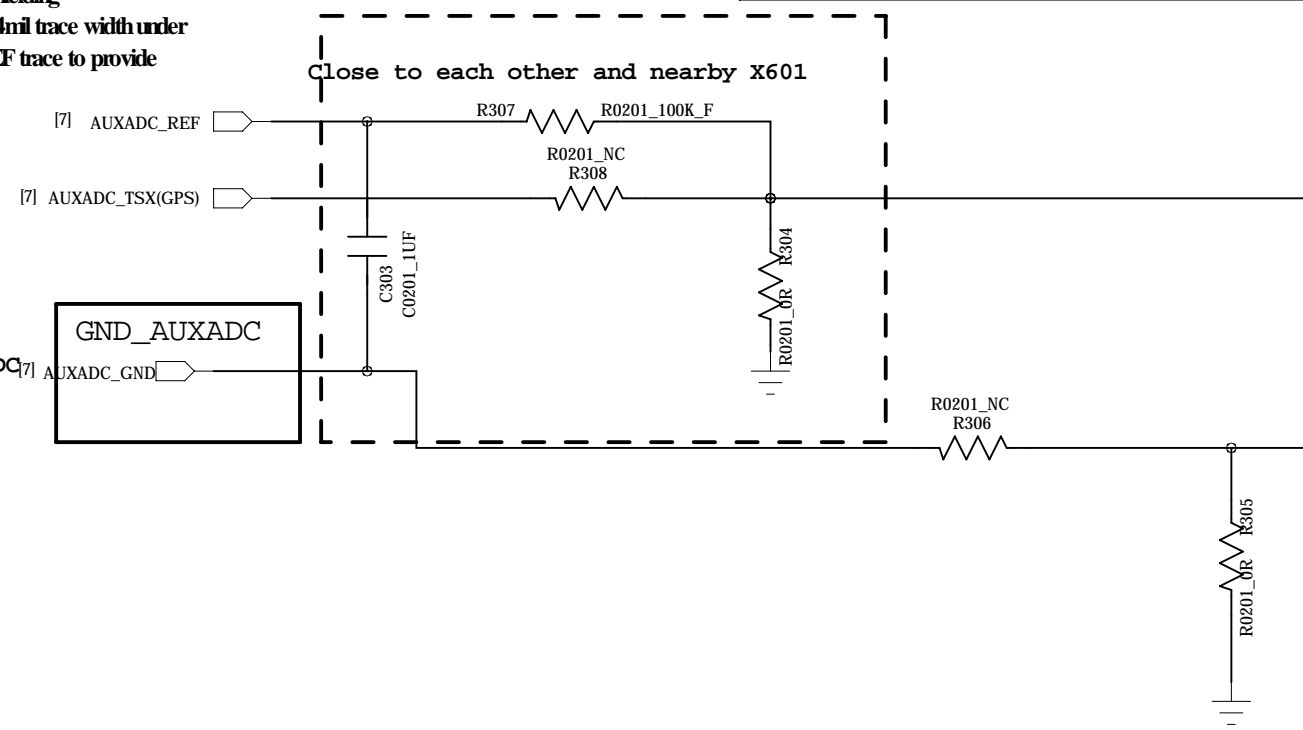 4mil trace width under
trace to provide
Close to each other and nearby X601
[7] AUXADC_REF
R307
R0201_100K_F
R0201_NC
R308
[7] AUXADC_TSX(GPS)
C303
C0201_1UF
R304
R0201_0R
GND_AUXADC
[7] AUXADC_GND
R0201_NC
R306
R305
R0201_0R